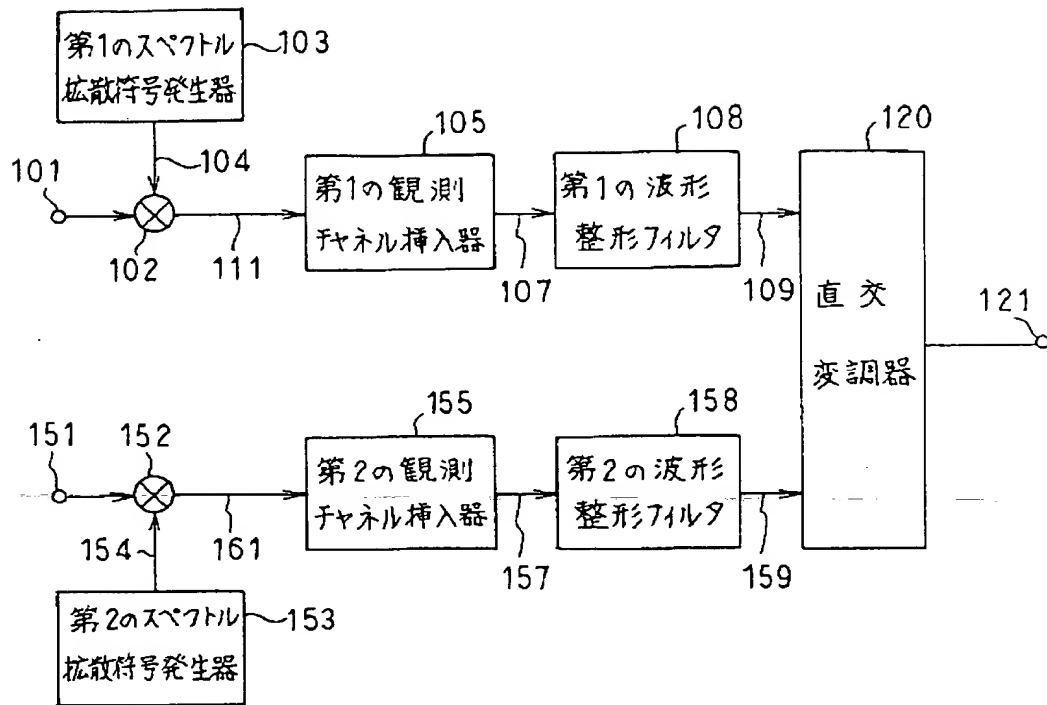 第1のスペクトル
拡散符号発生器
103
104
105
108
120
101
第1の観測
チャネル挿入器
第1の波形
整形フィルタ
102
111
107
109
直交
変調器
121
151
152
155
158
第2の観測
チャネル挿入器
第2の波形
整形フィルタ
154
161
157
159
第2のスペクトル
拡散符号発生器
153